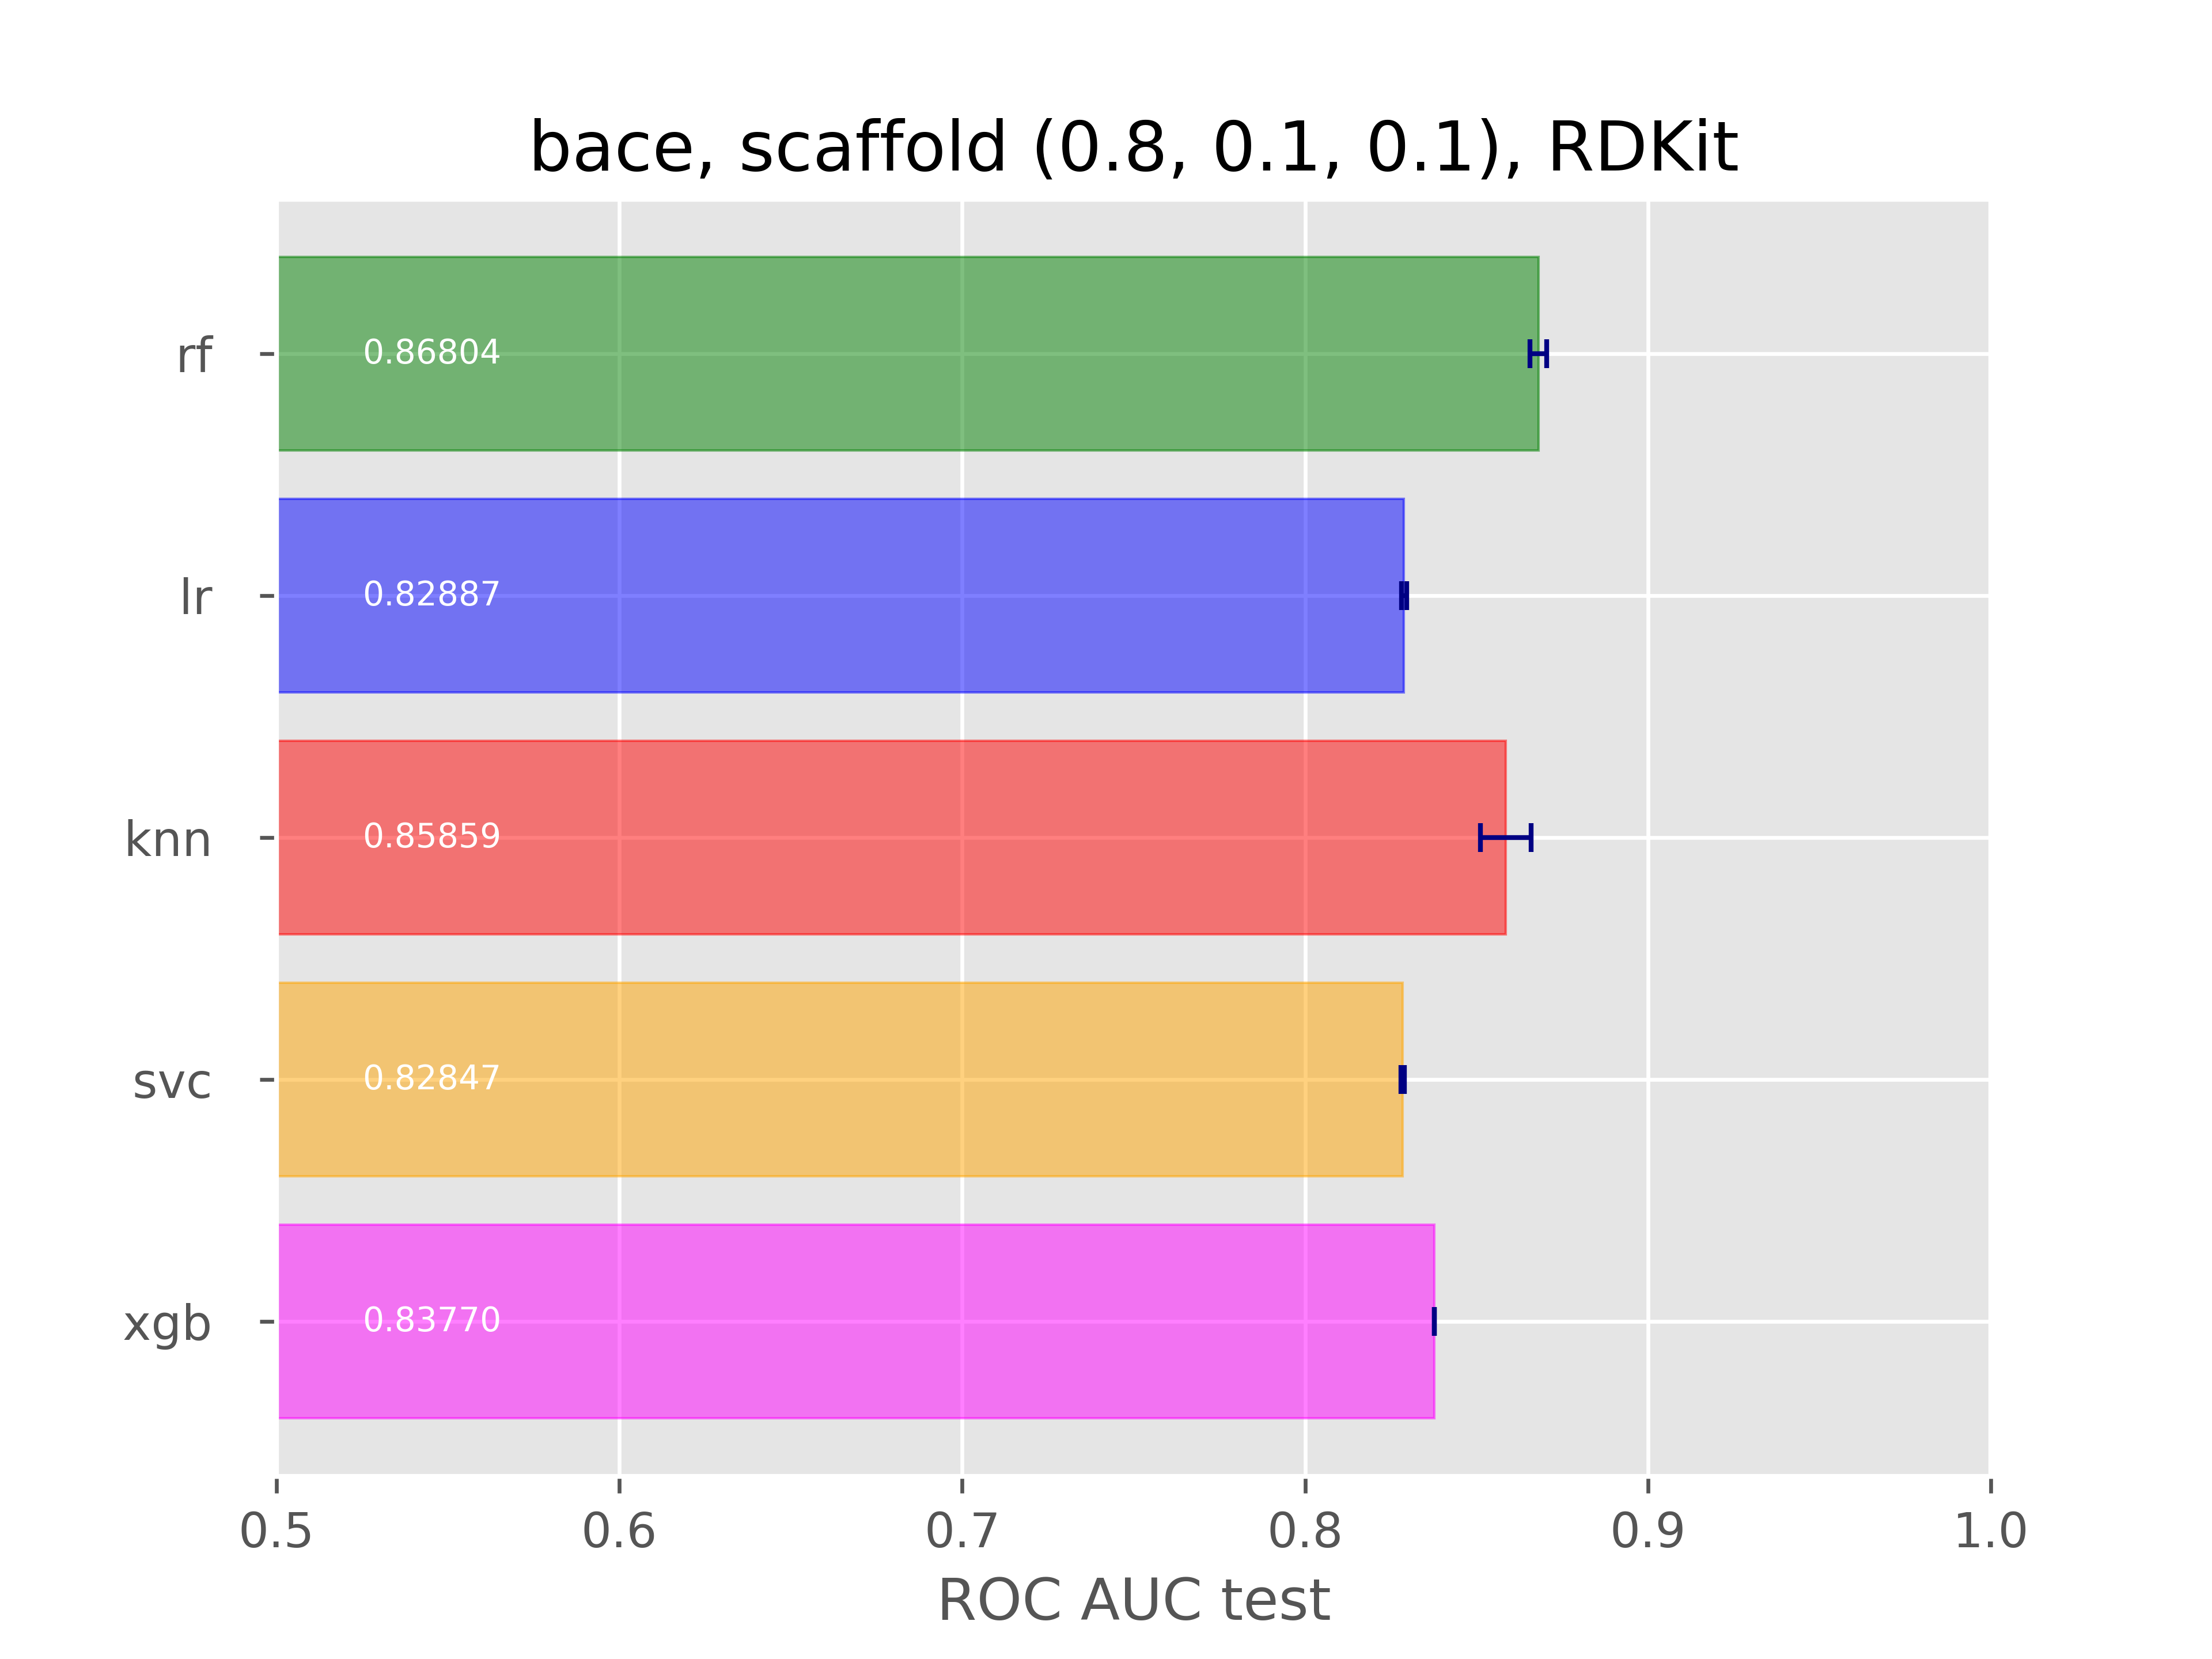 bace, scaffold (0.8, 0.1, 0.1), RDKit
rf
0.86804
lr
0.82887
knn
0.85859
svc
0.82847
xgb
0.83770
0.5 0.6 0.7 0.8 0.9 1.0
ROC AUC test